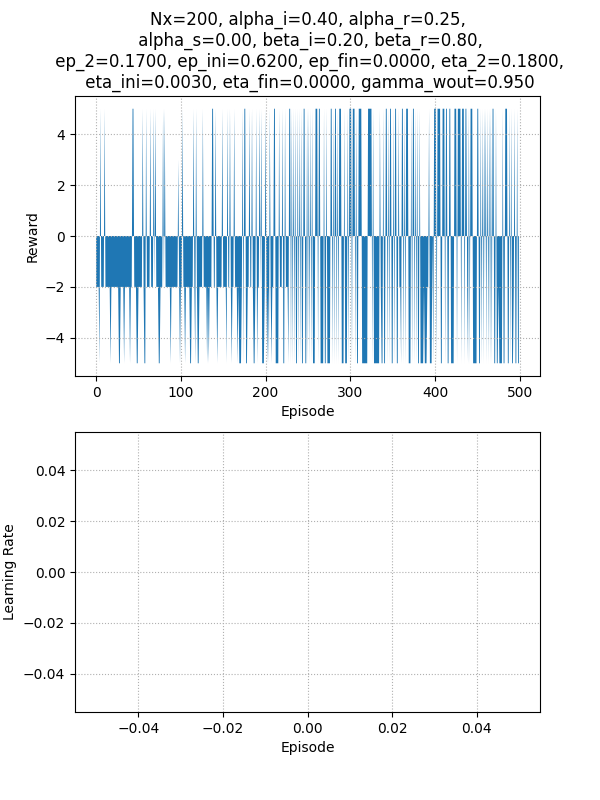 Nx=200, alpha_i=0.40, alpha_r=0.25,
alpha_s=0.00, beta_i=0.20, beta_r=0.80,
ep_2=0.1700, ep_ini=0.6200, ep_fin=0.0000, eta_2=0.1800,
eta_ini=0.0030, eta_fin=0.0000, gamma_wout=0.950
4
2
0
−2
−4
Reward
0 100 200 300 400 500
Episode
0.04
0.02
0.00
−0.02
−0.04
Learning Rate
−0.04 −0.02 0.00 0.02 0.04
Episode